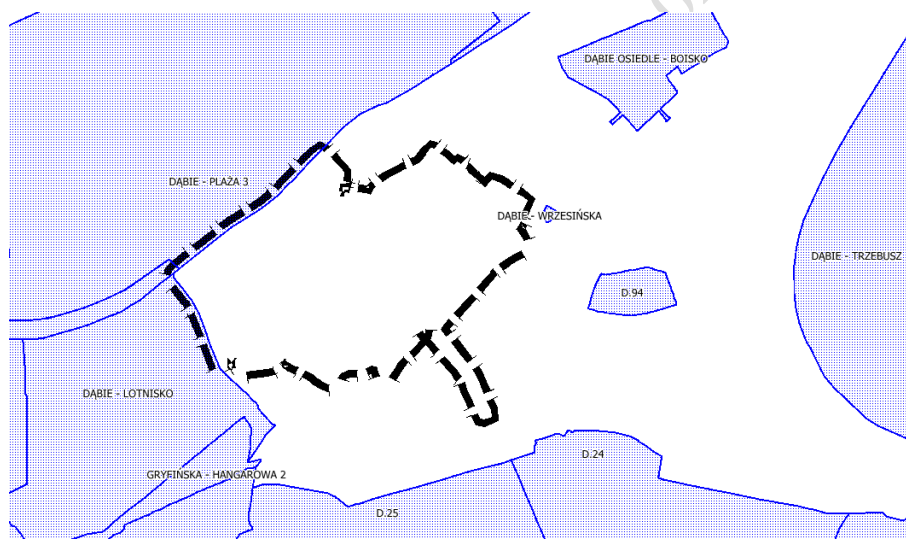 DĄBIE OSIEDLE - BOISKO
DĄBIE - PLAŻA 3
DĄBIE - WRZESIŃSKA
DĄBIE - TRZEBUSZ
D.94
DĄBIE - LOTNISKO
D.24
GRYFIŃSKA - HANGAROWA 2
D.25